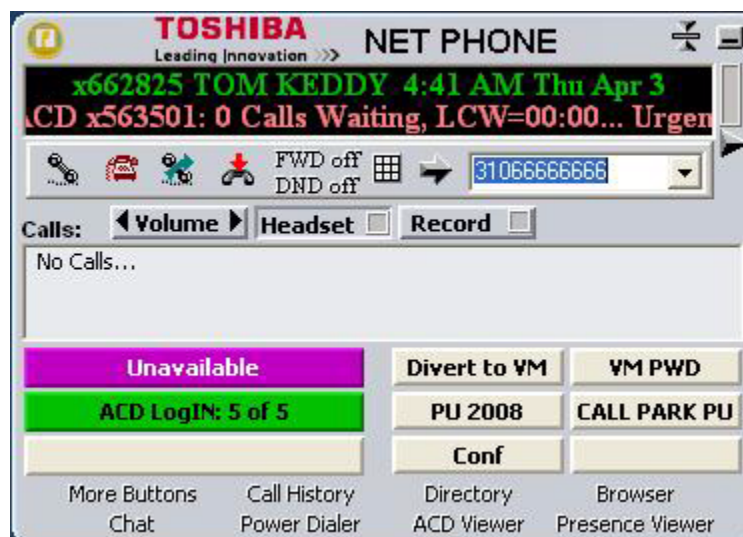 TOSHIBA
Leading Innovation >>>
NET PHONE
x662825 TOM KEDDY 4:41 AM Thu Apr 3
ACD x563501: 0 Calls Waiting, LCW=00:00... Urgen
FWD off
DND off
31066666666
Calls:
Volume
Headset
Record
No Calls...
Unavailable
Divert to VM
VM PWD
ACD LogIN: 5 of 5
PU 2008
CALL PARK PU
Conf
More Buttons
Call History
Directory
Browser
Chat
Power Dialer
ACD Viewer
Presence Viewer